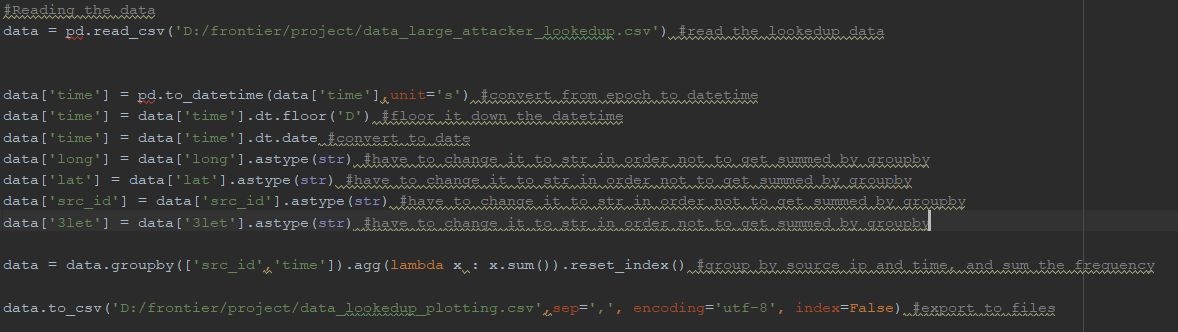 #Reading the data
data = pd.read_csv('D:/frontier/project/data_large_attacker_lookedup.csv') #read the lookedup data
data['time'] = pd.to_datetime(data['time'],unit='s') #convert from epoch to datetime
data['time'] = data['time'].dt.floor('D') #floor it down the datetime
data['time'] = data['time'].dt.date #convert to date
data['long'] = data['long'].astype(str) #have to change it to str in order not to get summed by groupby
data['lat'] = data['lat'].astype(str) #have to change it to str in order not to get summed by groupby
data['src_id'] = data['src_id'].astype(str) #have to change it to str in order not to get summed by groupby
data['3let'] = data['3let'].astype(str) #have to change it to str in order not to get summed by groupby
data = data.groupby(['src_id','time']).agg(lambda x : x.sum()).reset_index() #group by source ip and time, and sum the frequency
data.to_csv('D:/frontier/project/data_lookedup_plotting.csv',sep=',', encoding='utf-8', index=False) #export to files